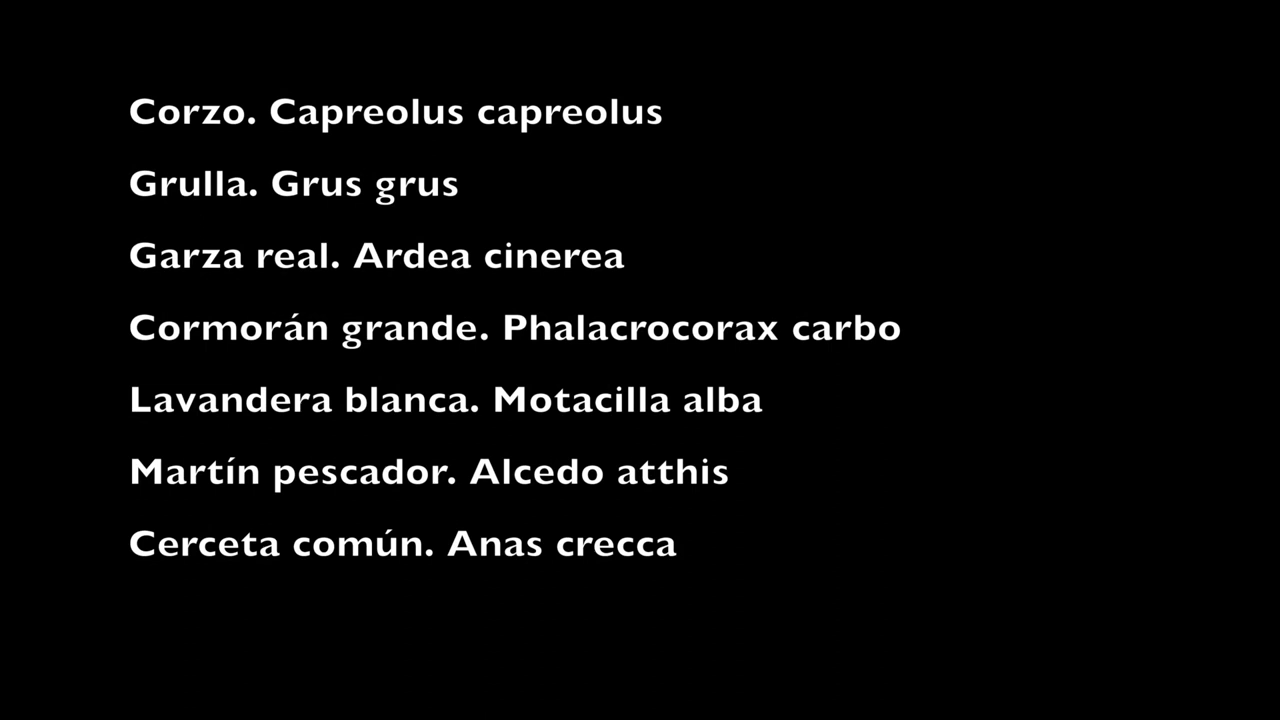 Corzo. Capreolus capreolus
Grulla. Grus grus
Garza real. Ardea cinerea
Cormorán grande. Phalacrocorax carbo
Lavandera blanca. Motacilla alba
Martín pescador. Alcedo atthis
Cerceta común. Anas crecca